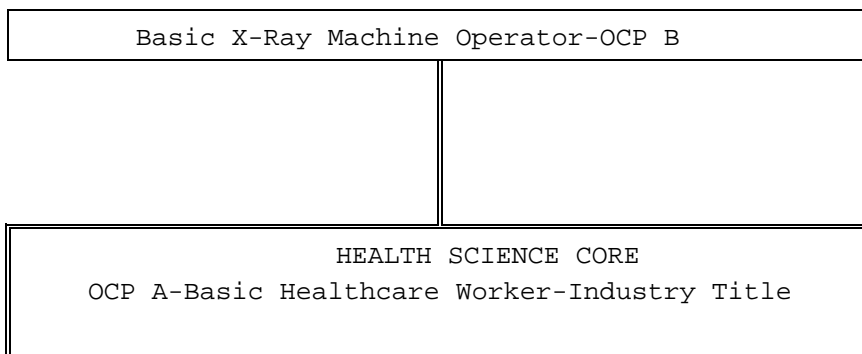 Basic X-Ray Machine Operator-OCP B
HEALTH SCIENCE CORE
OCP A-Basic Healthcare Worker-Industry Title